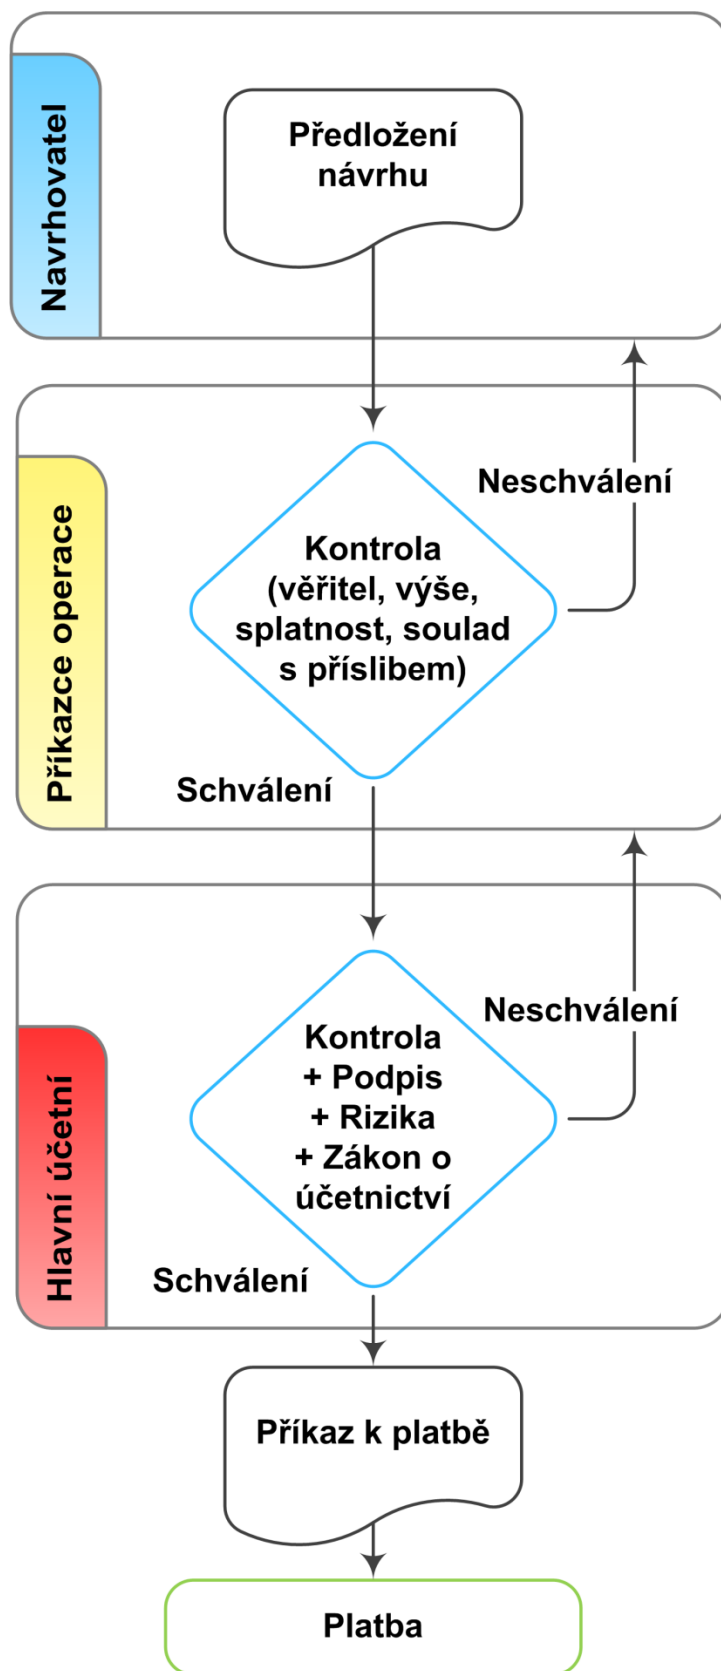 Navrhovatel
Předložení
návrhu
Příkazce operace
Neschválení
Kontrola
(věřitel, výše,
splatnost, soulad
s příslibem)
Schválení
Hlavní účetní
Neschválení
Kontrola
+ Podpis
+ Rizika
+ Zákon o
účetnictví
Schválení
Příkaz k platbě
Platba